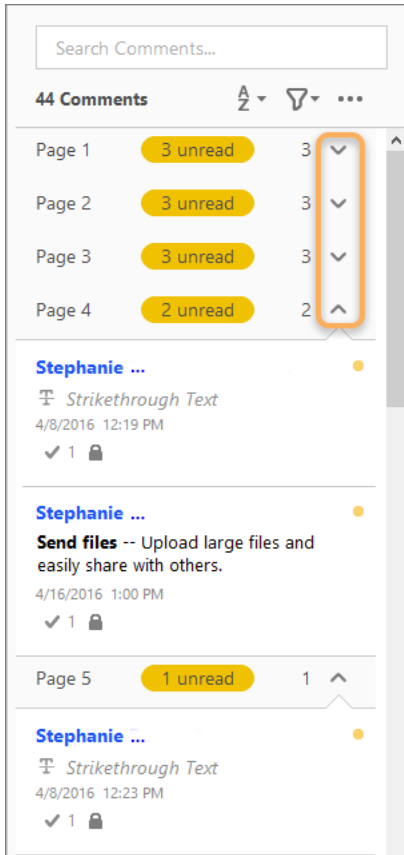 Search Comments...
44 Comments A Z
Page 1 3 unread 3
Page 2 3 unread 3
Page 3 3 unread 3
Page 4 2 unread 2
Stephanie ...
T Strikethrough Text
4/8/2016 12:19 PM
1
Stephanie ...
Send files -- Upload large files and
easily share with others.
4/16/2016 1:00 PM
1
Page 5 1 unread 1
Stephanie ...
T Strikethrough Text
4/8/2016 12:23 PM
1